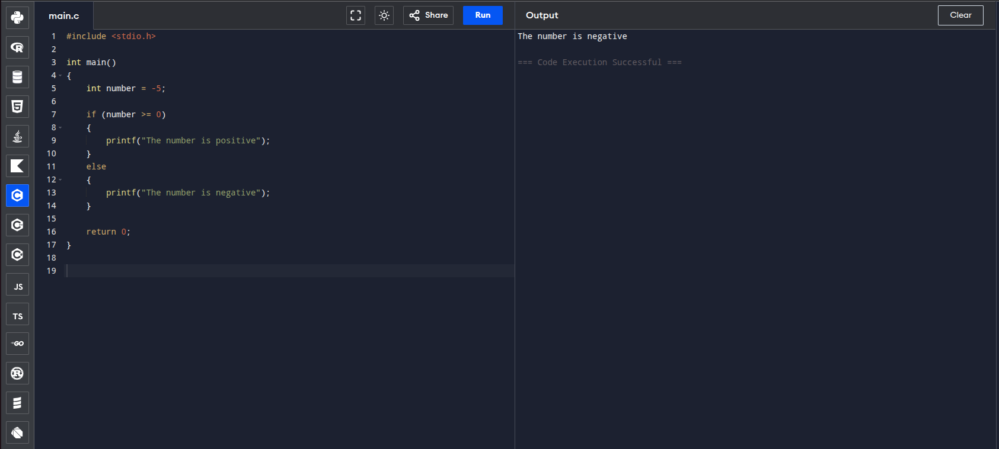 main.c
Share
Run
Output
Clear
1 #include <stdio.h>
2
3 int main()
4 {
5     int number = -5;
6
7     if (number >= 0)
8     {
9         printf("The number is positive");
10     }
11     else
12     {
13         printf("The number is negative");
14     }
15
16     return 0;
17 }
18
19
The number is negative
=== Code Execution Successful ===
R
5
C
C
C
JS
TS
GO
R